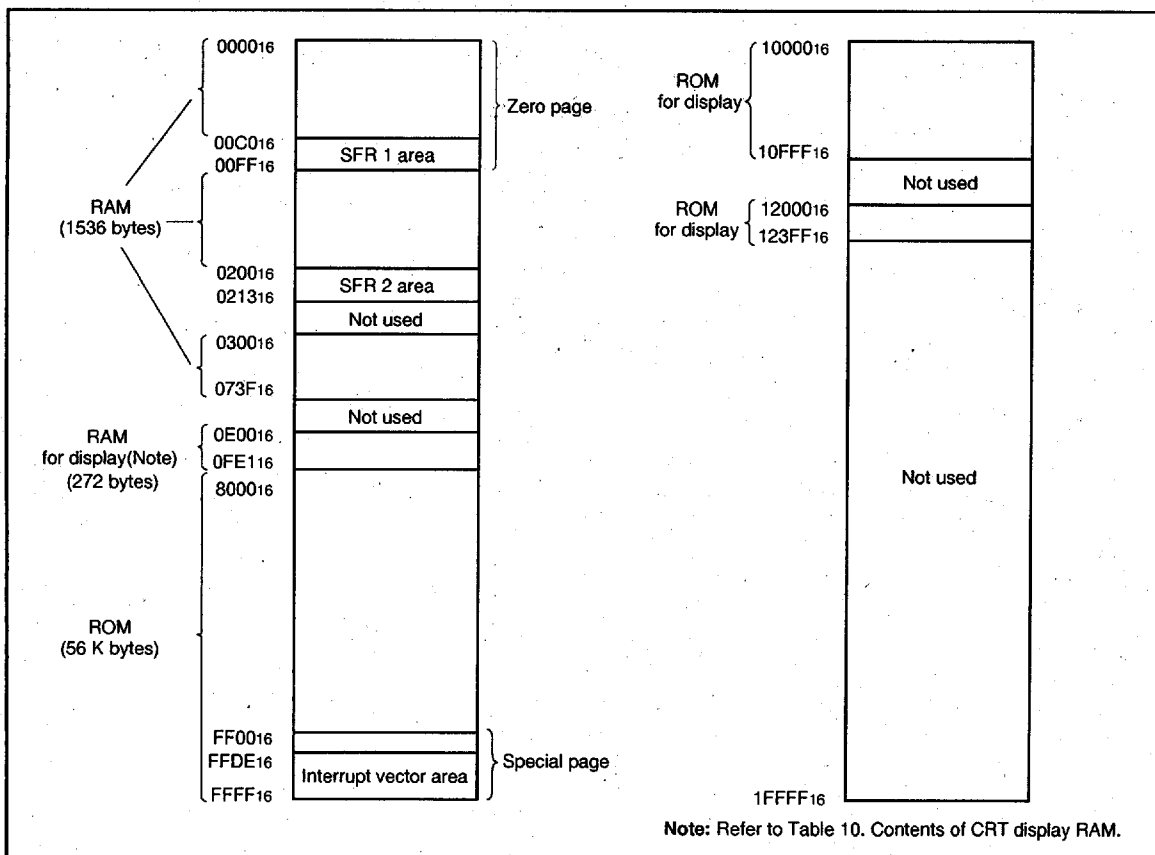 000016
00C016
SFR 1 area
00FF16
Zero page
RAM
(1536 bytes)
020016
SFR 2 area
021316
Not used
030016
073F16
Not used
RAM
for display(Note)
(272 bytes)
0E0016
0FE116
800016
ROM
(56 K bytes)
FF0016
FFDE16
Interrupt vector area
FFFF16
Special page
1000016
ROM
for display
10FFF16
Not used
ROM
for display
1200016
123FF16
Not used
1FFFF16
Note: Refer to Table 10. Contents of CRT display RAM.